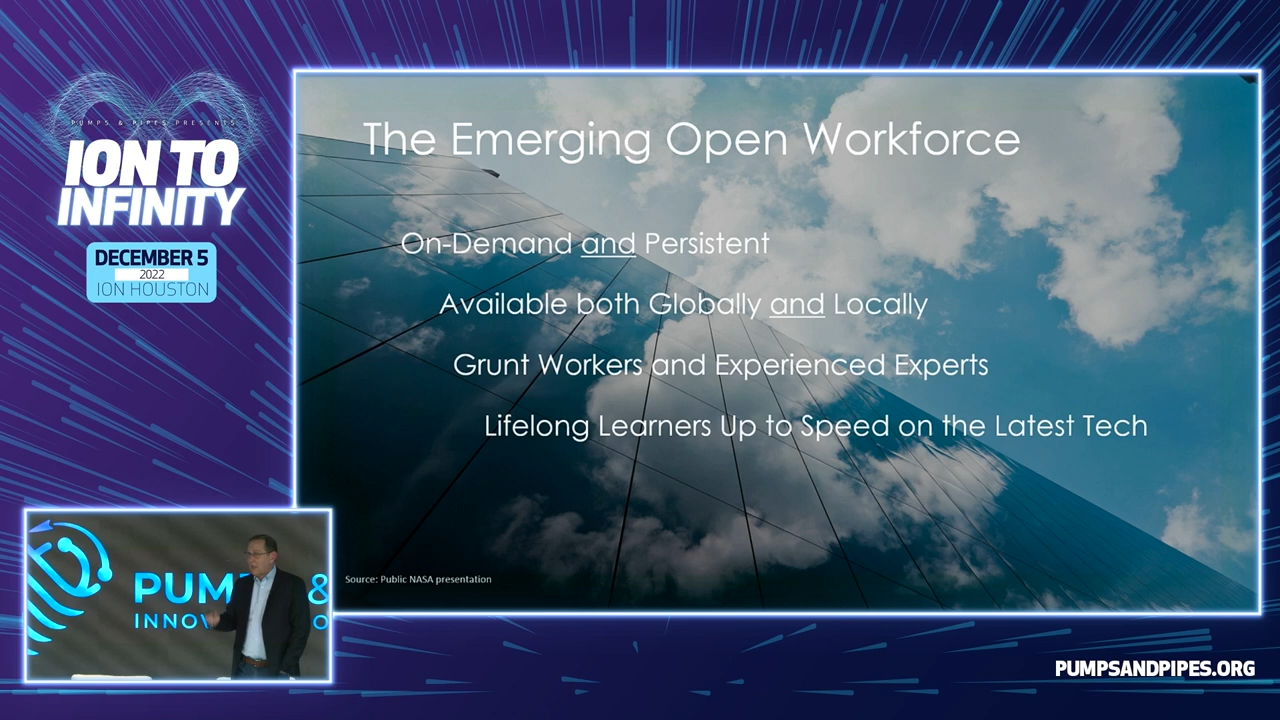 PUMPS & PIPES PRESENTS
ION TO
INFINITY
DECEMBER 5
2022
ION HOUSTON
The Emerging Open Workforce
On-Demand and Persistent
Available both Globally and Locally
Grunt Workers and Experienced Experts
Lifelong Learners Up to Speed on the Latest Tech
Source: Public NASA presentation
PUM &
INNOV O
PUMPSANDPIPES.ORG